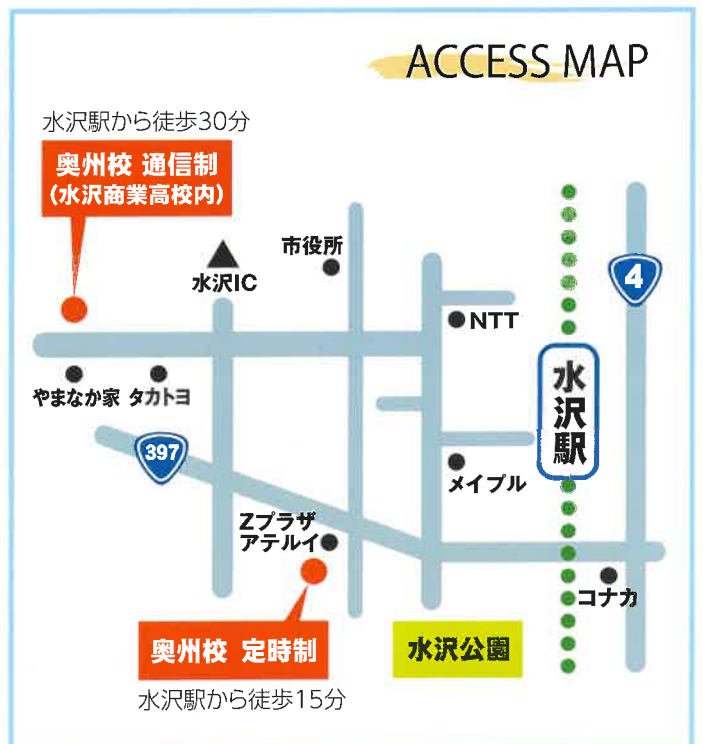 ACCESS MAP
水沢駅から徒歩30分
奥州校 通信制
(水沢商業高校内)
市役所
水沢IC
4
NTT
やまなか家
タカトヨ
水沢駅
397
メイプル
Zプラザ
アテルイ
コナカ
奥州校 定時制
水沢公園
水沢駅から徒歩15分